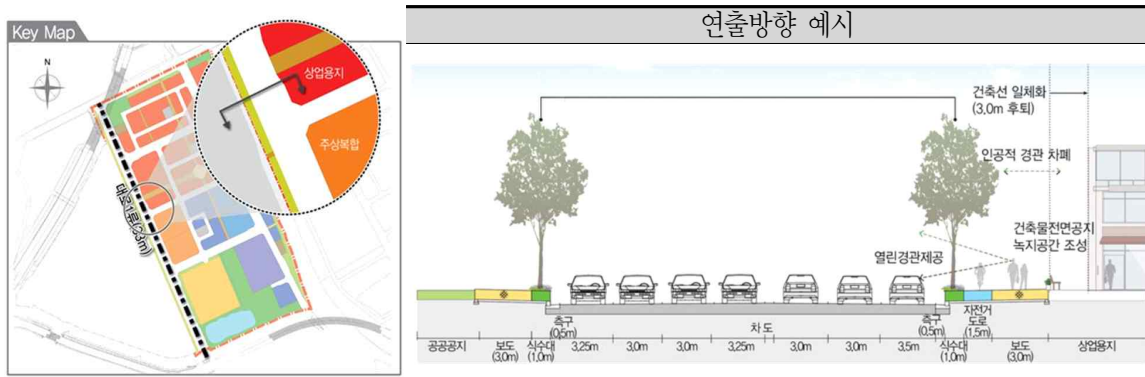 Key Map
N
상업용지
주상복합
대로1류(33m)
연출방향 예시
건축선 일체화
(3.0m 후퇴)
인공적 경관 차폐
건축물전면공지
녹지공간 조성
열린경관제공
측구
(0.5m)
차 도
측구
(0.5m)
자전거
도로
(1.5m)
공공공지
보도
(3.0m)
식수대
(1.0m)
3.25m
3.0m
3.0m
3.25m
3.0m
3.0m
3.5m
식수대
(1.0m)
보도
(3.0m)
상업용지